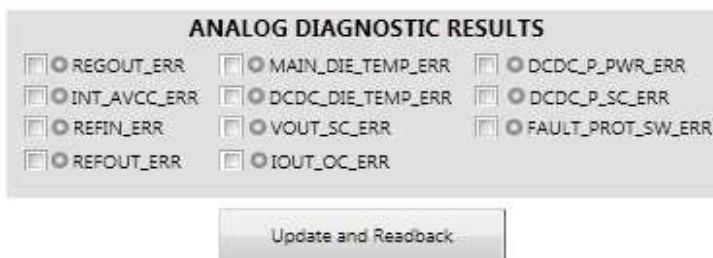 ANALOG DIAGNOSTIC RESULTS
REGOUT_ERR MAIN_DIE_TEMP_ERR DCDC_P_PWR_ERR
INT_AVCC_ERR DCDC_DIE_TEMP_ERR DCDC_P_SC_ERR
REFIN_ERR VOUT_SC_ERR FAULT_PROT_SW_ERR
REFOUT_ERR IOUT_OC_ERR
Update and Readback